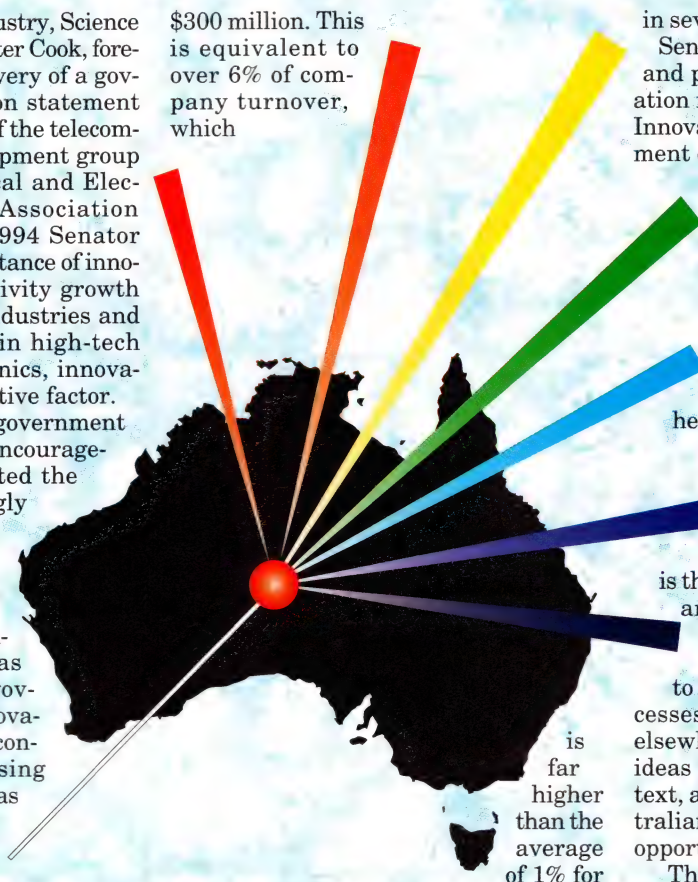 ustry, Science
ter Cook, fore-
very of a gov-
on statement
f the telecom-
pment group
cal and Elec-
Association
994 Senator
tance of inno-
ivity growth
dustries and
in high-tech
nics, innova-
tive factor.
government
ncourage-
ted the
gly
-
as
ov-
ova-
con-
sing
as
$300 million. This
is equivalent to
over 6% of com-
pany turnover,
which
is
far
higher
than the
average
of 1% for
in sev
Sen
and p
ation i
Innova
ment
he
is th
ar
to
cesses
elsewl
ideas
text, a
tralian
opport
Th